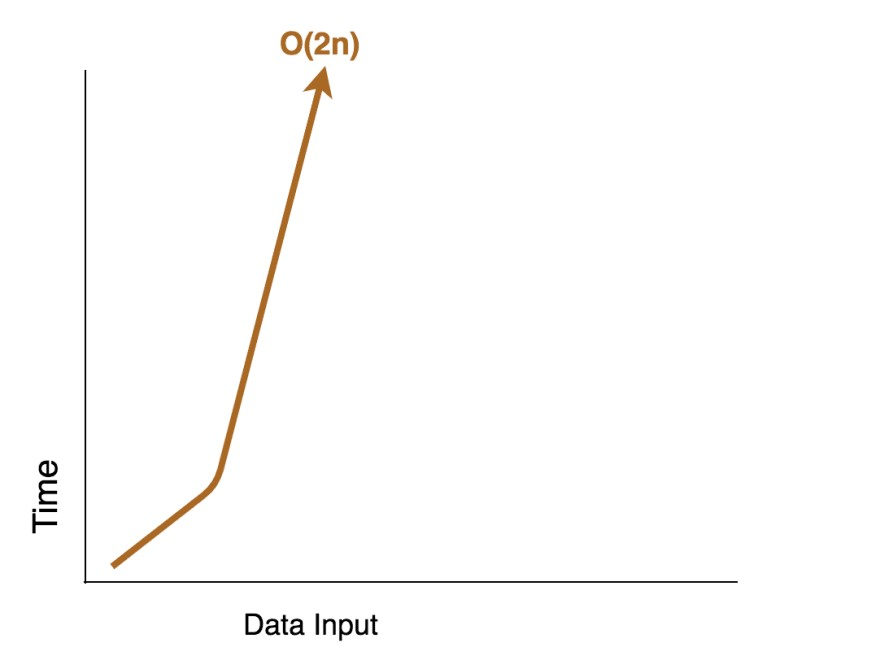 O(2n)
Time
Data Input